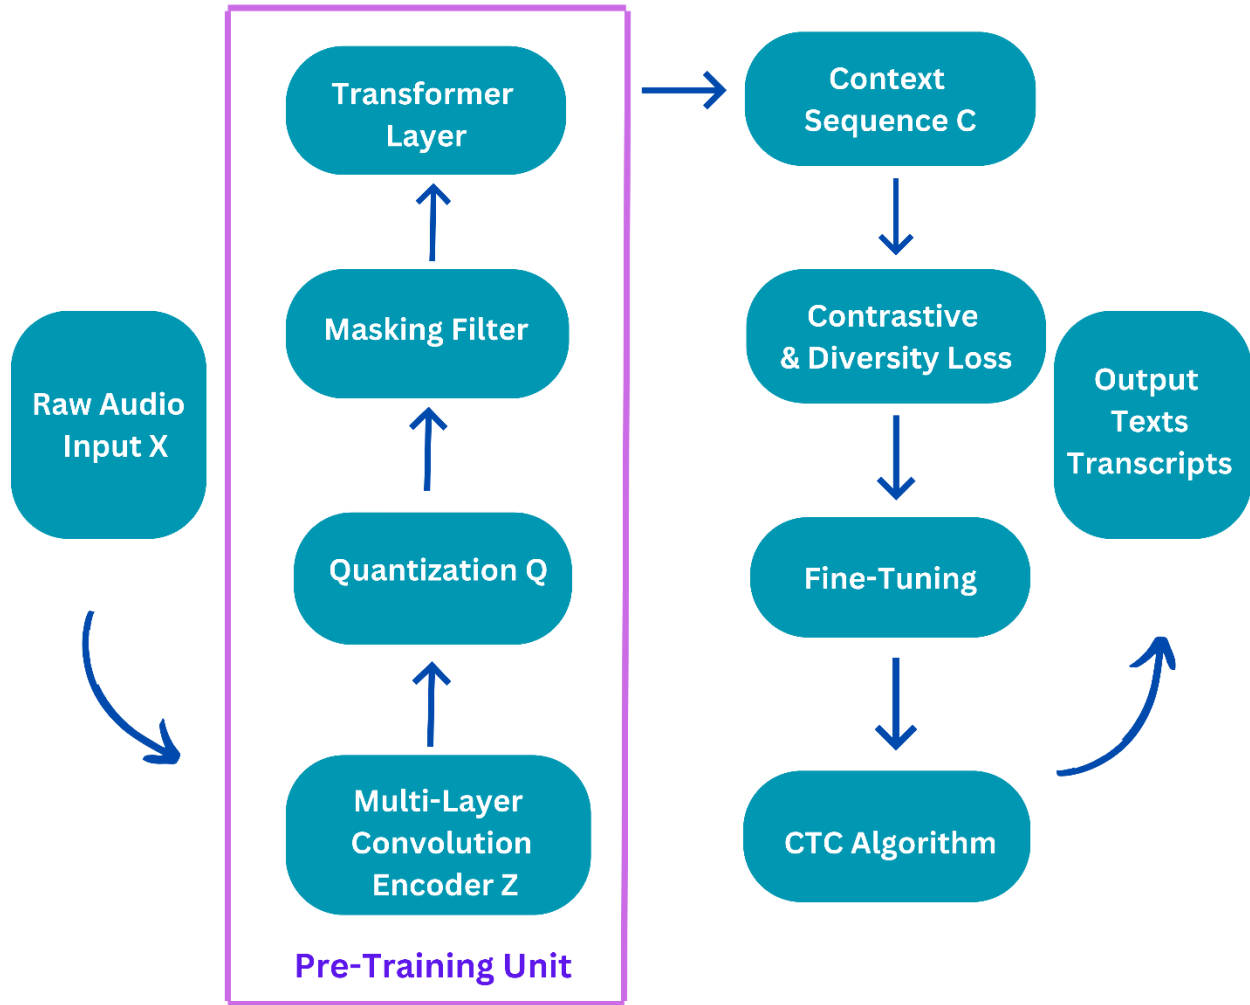 Raw Audio
Input X
Multi-Layer
Convolution
Encoder Z
Quantization Q
Masking Filter
Transformer
Layer
Pre-Training Unit
Context
Sequence C
Contrastive
& Diversity Loss
Fine-Tuning
CTC Algorithm
Output
Texts
Transcripts